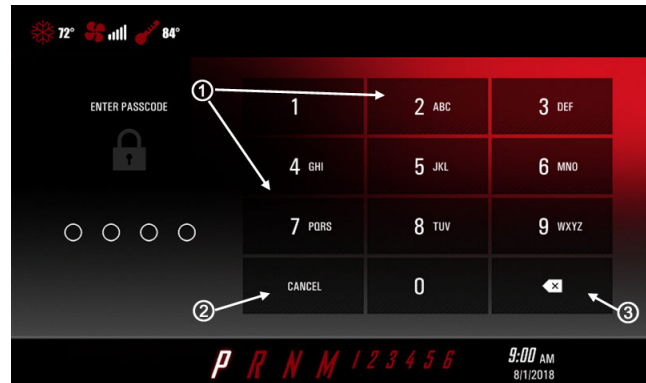 72° 84°
①
ENTER PASSCODE
1 2 ABC 3 DEF
4 GHI 5 JKL 6 MNO
7 PQRS 8 TUV 9 WXYZ
② CANCEL 0 ③
P R N M 1 2 3 4 5 6 9:00 AM
8/1/2018